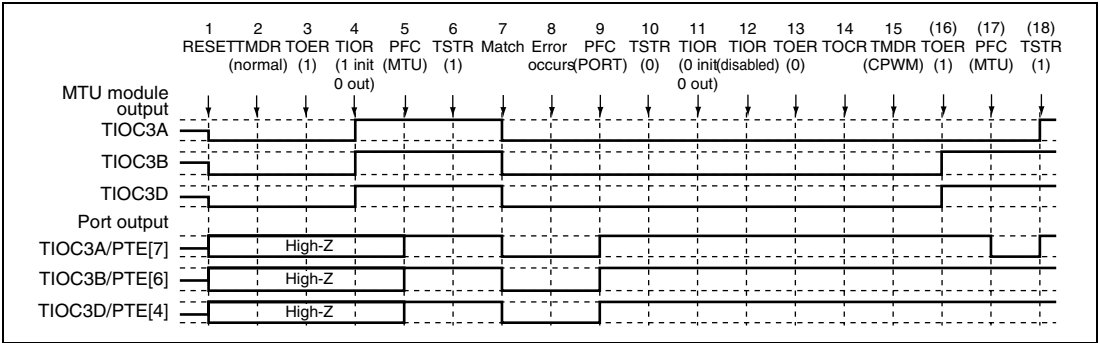 1 2 3 4 5 6 7 8 9 10 11 12 13 14 15 (16) (17) (18)
RESET TMDR TOER TIOR PFC TSTR Match Error PFC TSTR TIOR TIOR TOER TOCR TMDR TOER PFC TSTR
(normal) (1) (1 init (MTU) (1) occurs (PORT) (0) (0 init (disabled) (0) (CPWM) (1) (MTU) (1)
0 out) 0 out)
MTU module
output
TIOC3A
TIOC3B
TIOC3D
Port output
TIOC3A/PTE[7] High-Z
TIOC3B/PTE[6] High-Z
TIOC3D/PTE[4] High-Z